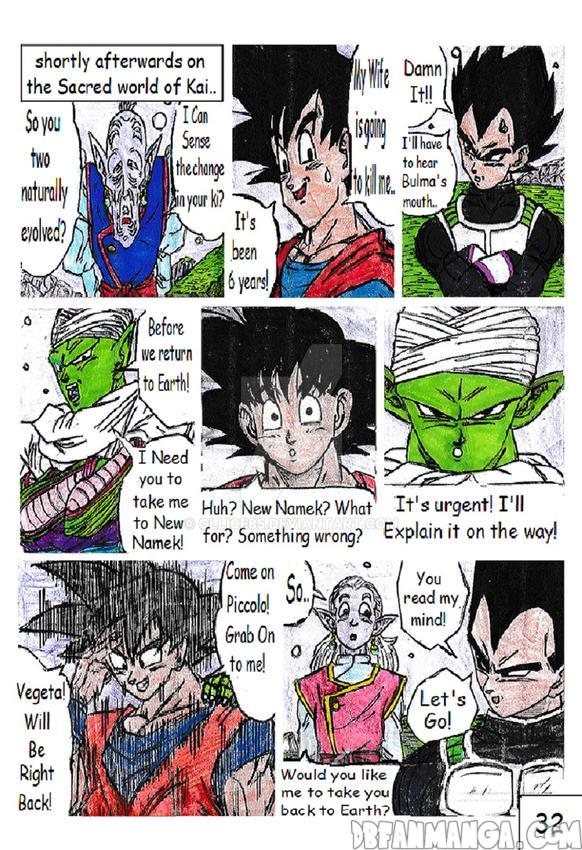 shortly afterwards on
the Sacred world of Kai..
So you
two
naturally
evolved?
I Can
Sense
the change
in your ki?
My Wife
is going
to kill me..
It's
been
6 years!
Damn
It!!
I'll have
to hear
Bulma's
mouth..
Before
we return
to Earth!
I Need
you to
take me
to New
Namek!
Huh? New Namek? What
for? Something wrong?
It's urgent! I'll
Explain it on the way!
Come on
Piccolo!
Grab On
to me!
Vegeta!
Will
Be
Right
Back!
So..
Would you like
me to take you
back to Earth?
You
read my
mind!
Let's
Go!
32
DBFANMANGA.COM